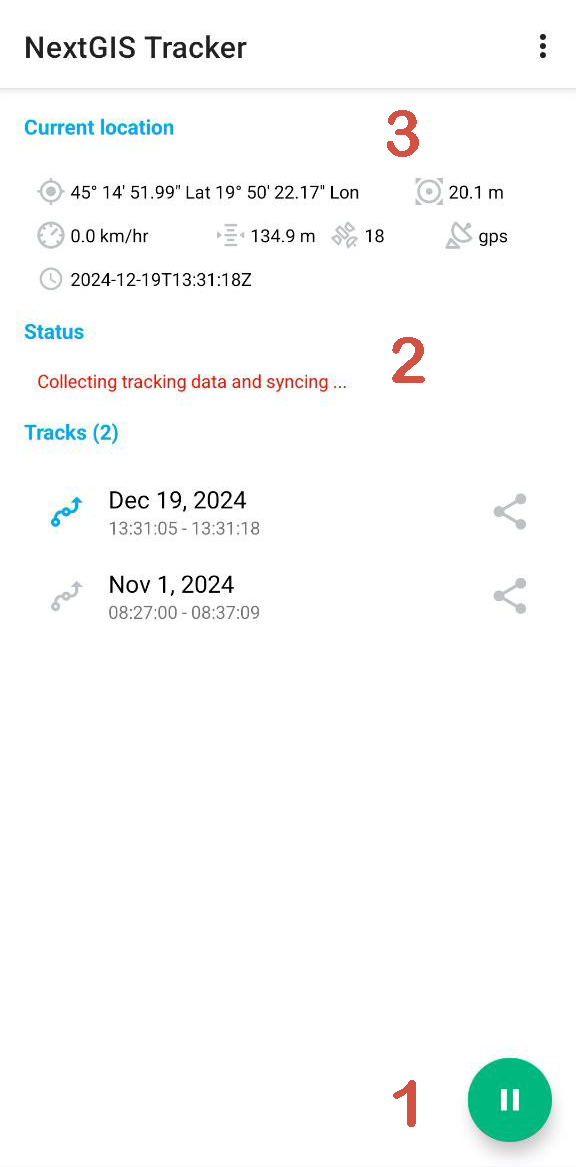 NextGIS Tracker
Current location
3
45° 14' 51.99" Lat 19° 50' 22.17" Lon 20.1 m
0.0 km/hr 134.9 m 18 gps
2024-12-19T13:31:18Z
Status
2
Collecting tracking data and syncing ...
Tracks (2)
Dec 19, 2024
13:31:05 - 13:31:18
Nov 1, 2024
08:27:00 - 08:37:09
1